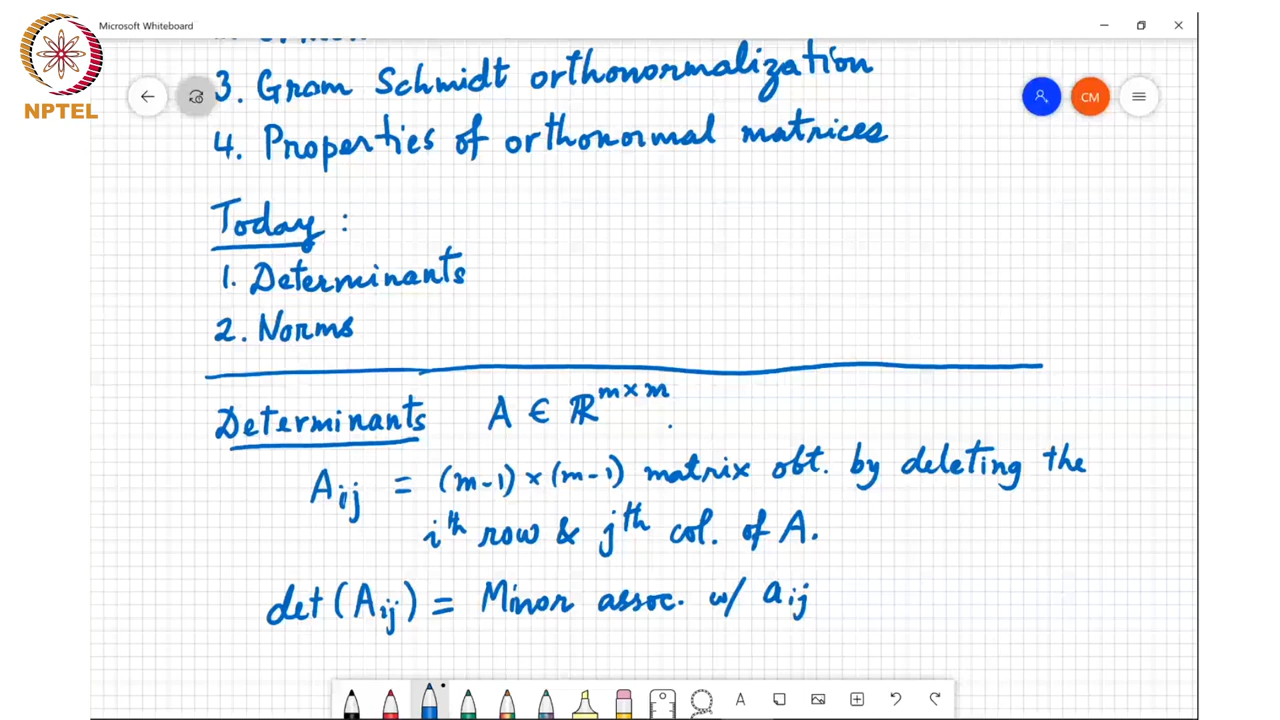 Microsoft Whiteboard
NPTEL
3. Gram Schmidt orthonormalization
4. Properties of orthonormal matrices
CM
Today :
1. Determinants
2. Norms
Determinants A ∈ ℝ^{m×m}.
A_{ij} = (m-1) × (m-1) matrix obt. by deleting the
i^{th} row & j^{th} col. of A.
det (A_{ij}) = Minor assoc. w/ a_{ij}
A